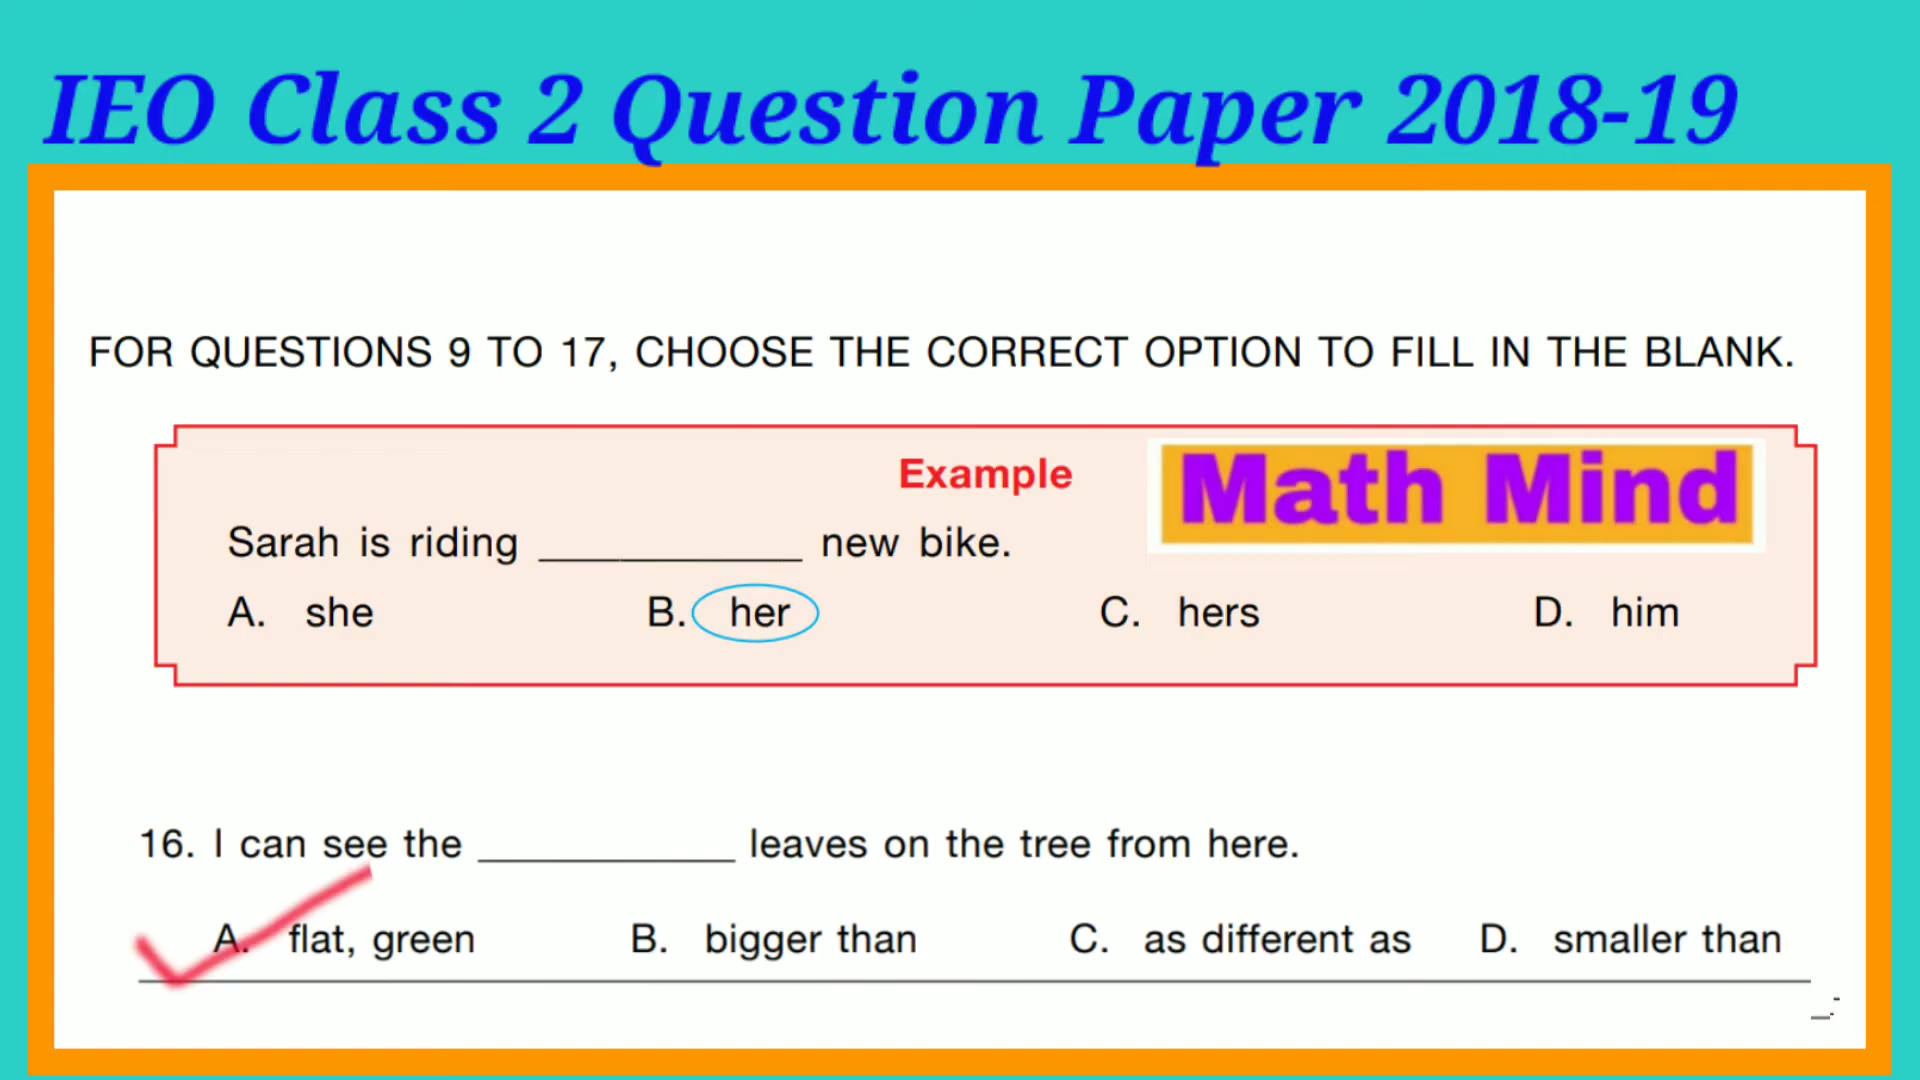 IEO Class 2 Question Paper 2018-19
FOR QUESTIONS 9 TO 17, CHOOSE THE CORRECT OPTION TO FILL IN THE BLANK.
Example
Math Mind
Sarah is riding ____________ new bike.
A. she B. her C. hers D. him
16. I can see the ____________ leaves on the tree from here.
A. flat, green B. bigger than C. as different as D. smaller than